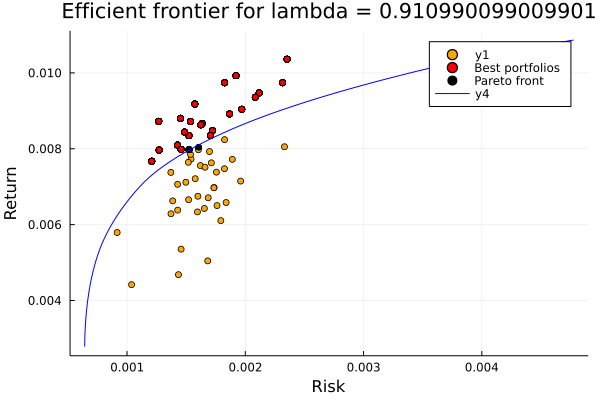 Efficient frontier for lambda = 0.910990099009901
y1
Best portfolios
Pareto front
y4
0.010
0.008
0.006
0.004
Return
0.001 0.002 0.003 0.004
Risk